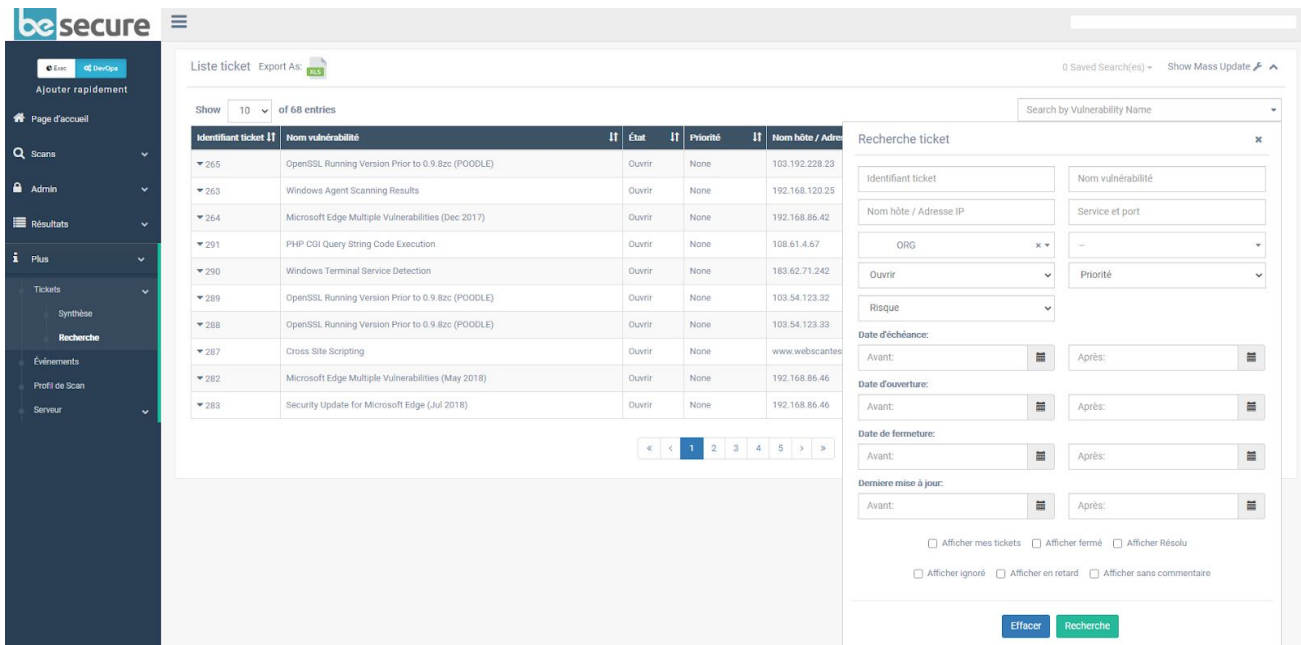 be secure
Exec DevOps
Ajouter rapidement
Page d'accueil
Scans
Admin
Résultats
Plus
Tickets
Synthèse
Recherche
Événements
Profil de Scan
Serveur
Liste ticket Export As: XLS
0 Saved Search(es) Show Mass Update
Show 10 of 68 entries
Search by Vulnerability Name
Identifiant ticket Nom vulnérabilité État Priorité Nom hôte / Adre
265 OpenSSL Running Version Prior to 0.9.8zc (POODLE) Ouvrir None 103.192.228.23
263 Windows Agent Scanning Results Ouvrir None 192.168.120.25
264 Microsoft Edge Multiple Vulnerabilities (Dec 2017) Ouvrir None 192.168.86.42
291 PHP CGI Query String Code Execution Ouvrir None 108.61.4.67
290 Windows Terminal Service Detection Ouvrir None 183.62.71.242
289 OpenSSL Running Version Prior to 0.9.8zc (POODLE) Ouvrir None 103.54.123.32
288 OpenSSL Running Version Prior to 0.9.8zc (POODLE) Ouvrir None 103.54.123.33
287 Cross Site Scripting Ouvrir None www.webscantes
282 Microsoft Edge Multiple Vulnerabilities (May 2018) Ouvrir None 192.168.86.46
283 Security Update for Microsoft Edge (Jul 2018) Ouvrir None 192.168.86.46
« < 1 2 3 4 5 > »
Recherche ticket ×
Identifiant ticket Nom vulnérabilité
Nom hôte / Adresse IP Service et port
ORG × --
Ouvrir Priorité
Risque
Date d'échéance:
Avant: Après:
Date d'ouverture:
Avant: Après:
Date de fermeture:
Avant: Après:
Derniere mise à jour:
Avant: Après:
Afficher mes tickets Afficher fermé Afficher Résolu
Afficher ignoré Afficher en retard Afficher sans commentaire
Effacer Recherche